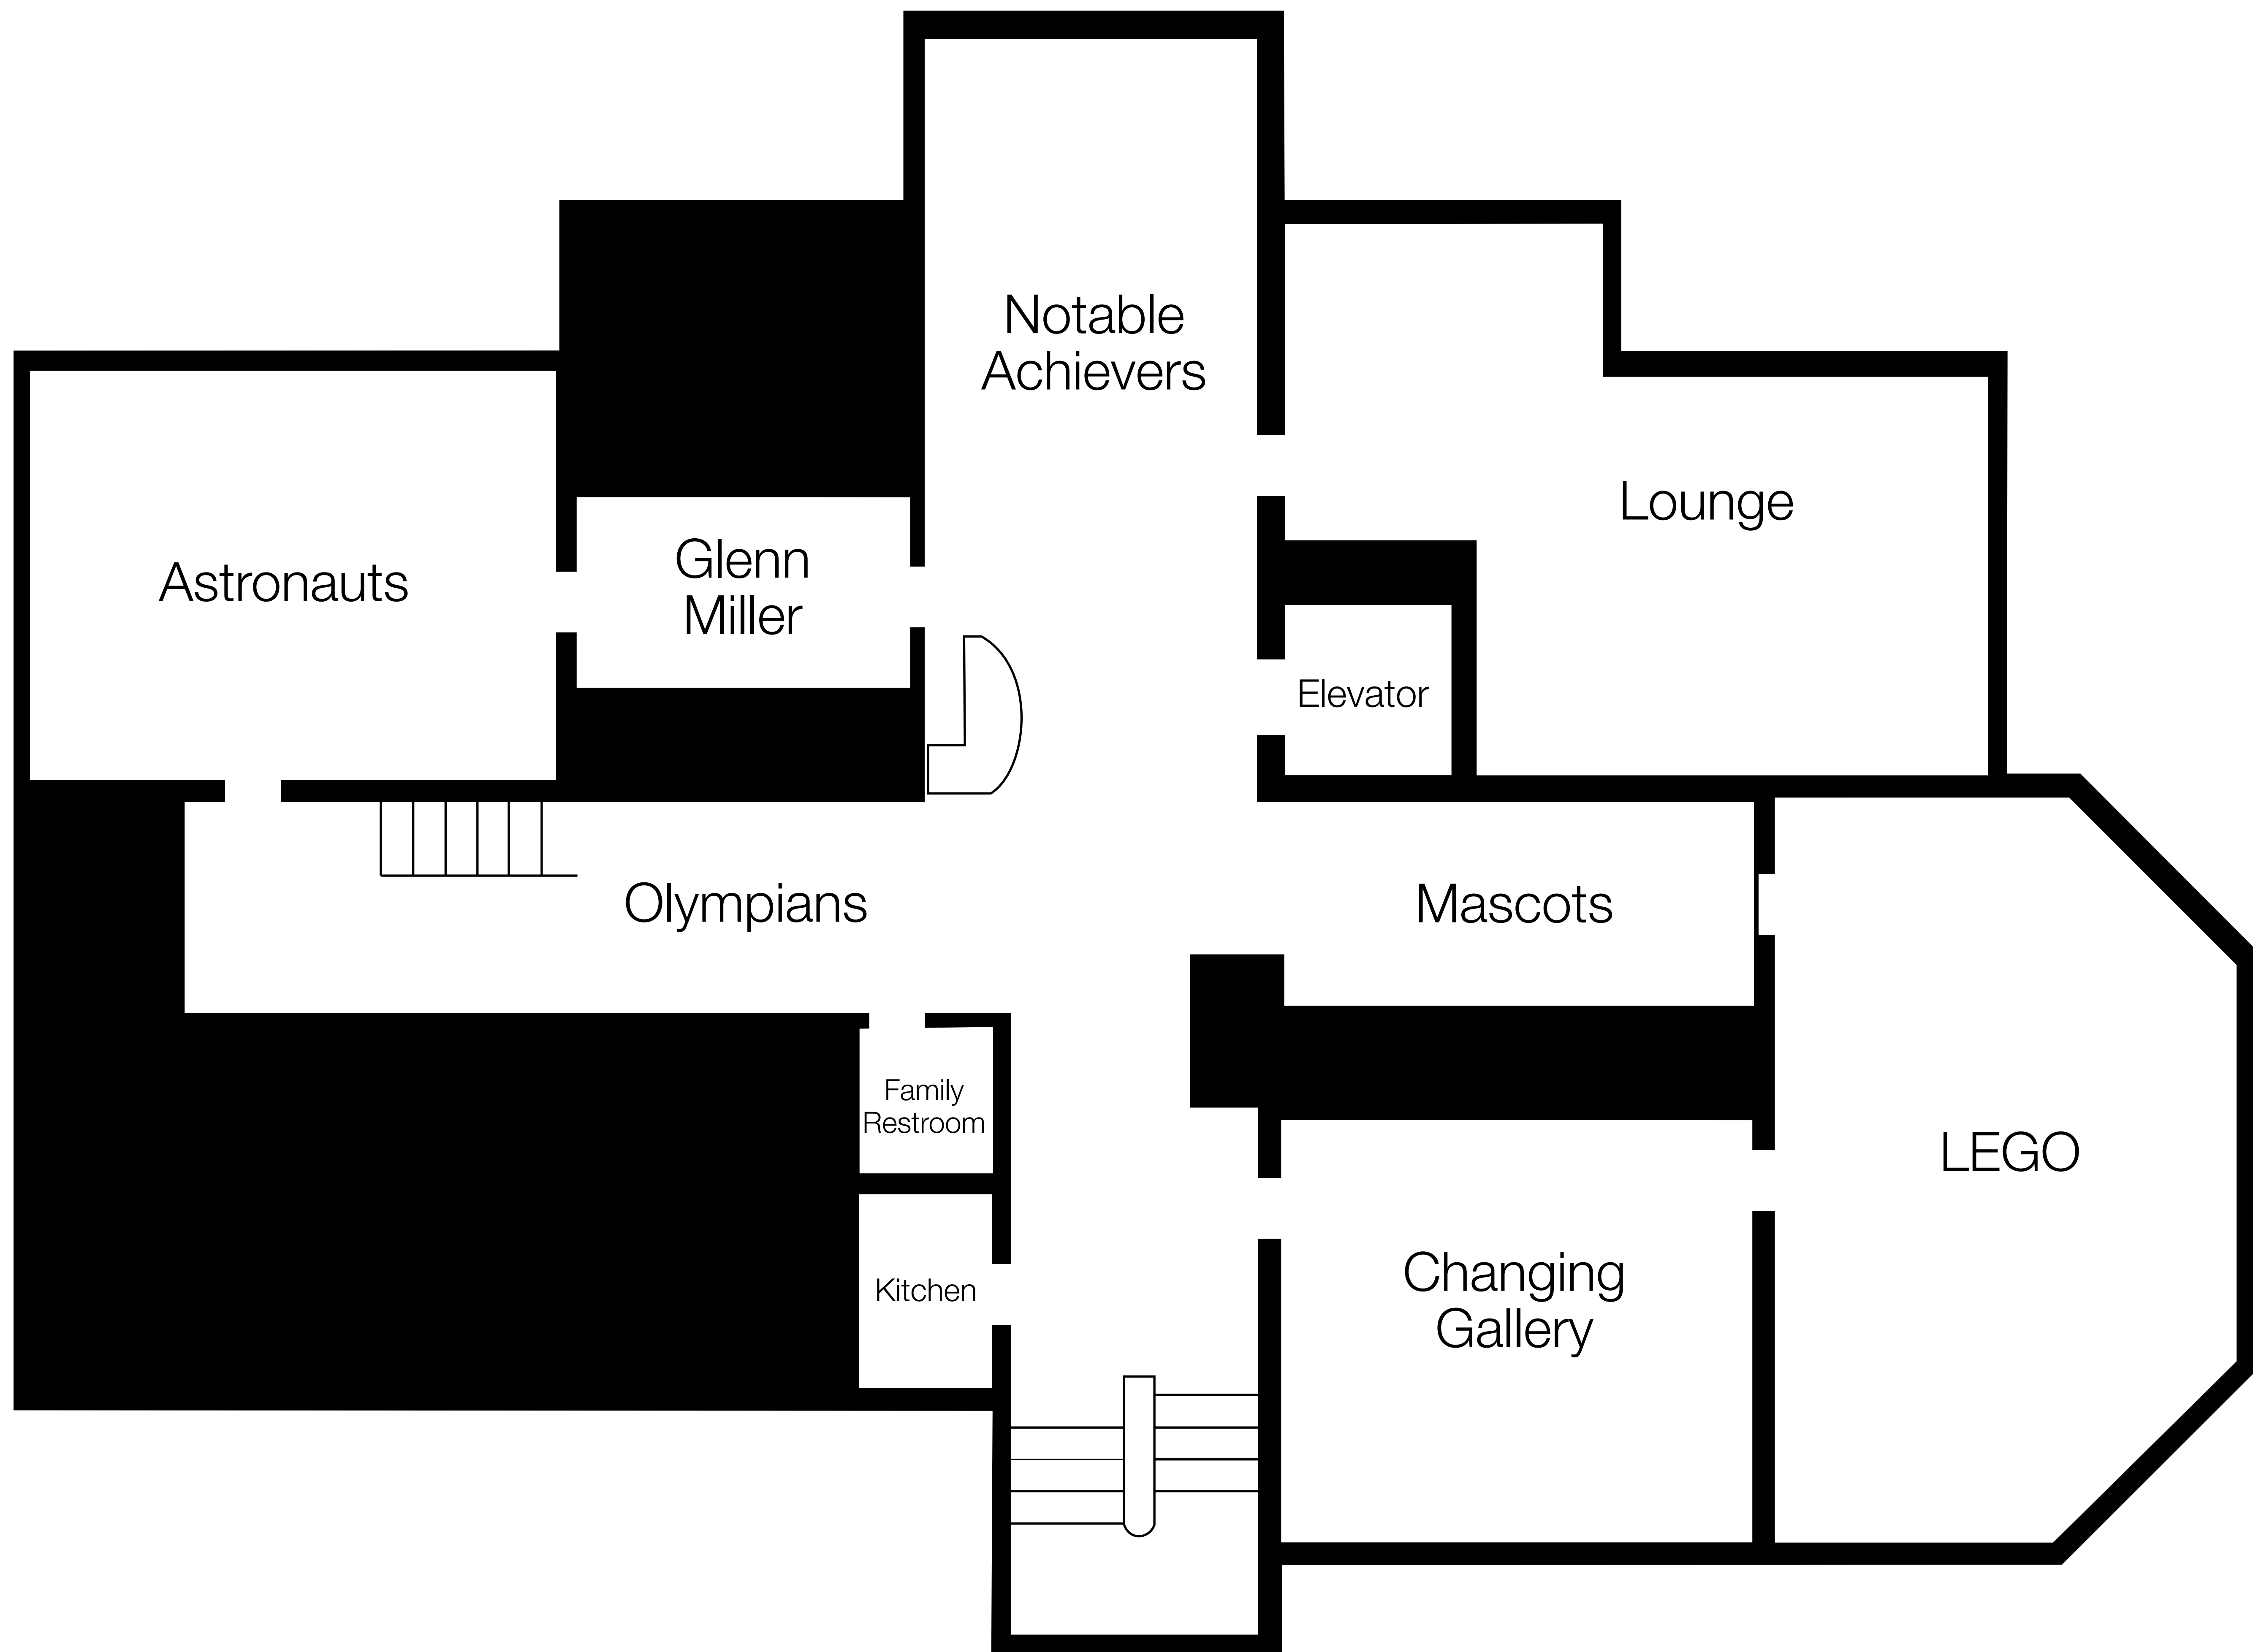 Notable
Achievers
Lounge
Astronauts
Glenn
Miller
Elevator
Olympians
Mascots
Family
Restroom
LEGO
Kitchen
Changing
Gallery